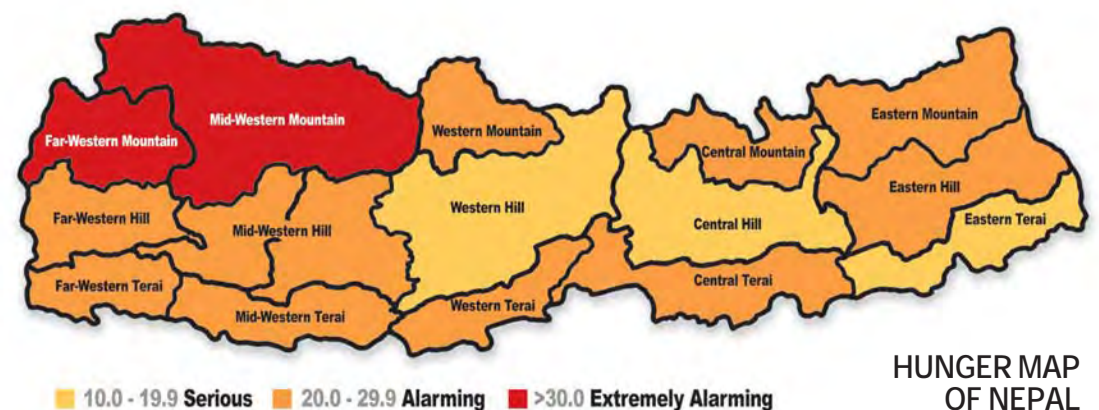 Mid-Western Mountain
Far-Western Mountain
Western Mountain
Central Mountain
Eastern Mountain
Far-Western Hill
Mid-Western Hill
Western Hill
Central Hill
Eastern Hill
Eastern Terai
Far-Western Terai
Mid-Western Terai
Western Terai
Central Terai
10.0 - 19.9 Serious 20.0 - 29.9 Alarming >30.0 Extremely Alarming
HUNGER MAP
OF NEPAL